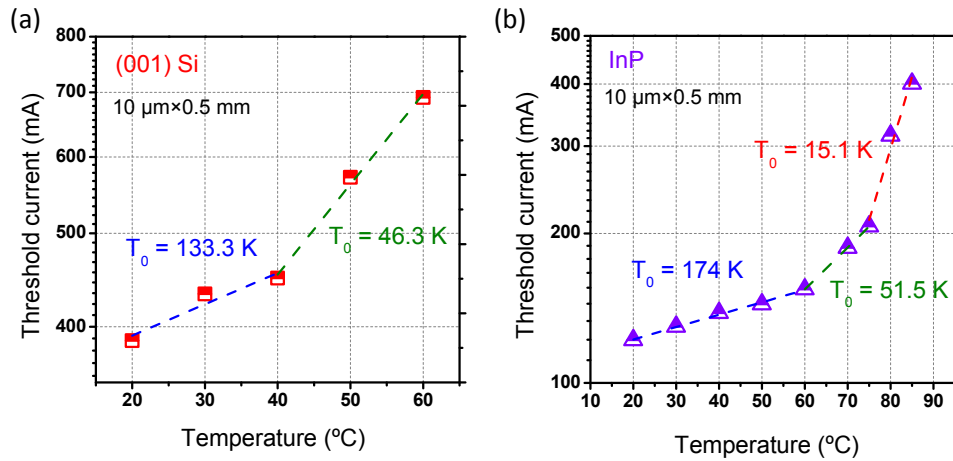 (a)
800
700
600
500
400
Threshold current (mA)
(001) Si
10 µm×0.5 mm
T0 = 133.3 K
T0 = 46.3 K
20 30 40 50 60
Temperature (ºC)
(b)
500
400
300
200
100
Threshold current (mA)
InP
10 µm×0.5 mm
T0 = 15.1 K
T0 = 174 K
T0 = 51.5 K
10 20 30 40 50 60 70 80 90
Temperature (ºC)